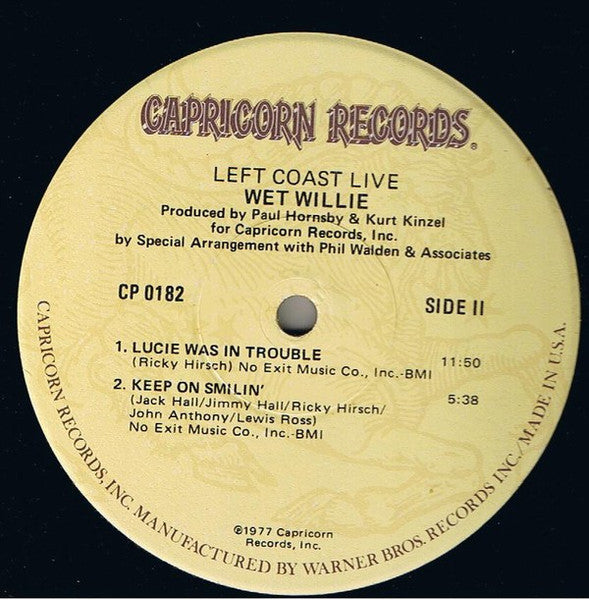 CAPRICORN RECORDS®
LEFT COAST LIVE
WET WILLIE
Produced by Paul Hornsby & Kurt Kinzel
for Capricorn Records, Inc.
by Special Arrangement with Phil Walden & Associates
CP 0182
SIDE II
1. LUCIE WAS IN TROUBLE
(Ricky Hirsch) No Exit Music Co., Inc.-BMI 11:50
2. KEEP ON SMILIN'
(Jack Hall/Jimmy Hall/Ricky Hirsch/ 5:38
John Anthony/Lewis Ross)
No Exit Music Co., Inc.-BMI
℗1977 Capricorn
Records, Inc.
CAPRICORN RECORDS, INC. MANUFACTURED BY WARNER BROS. RECORDS INC./MADE IN U.S.A.